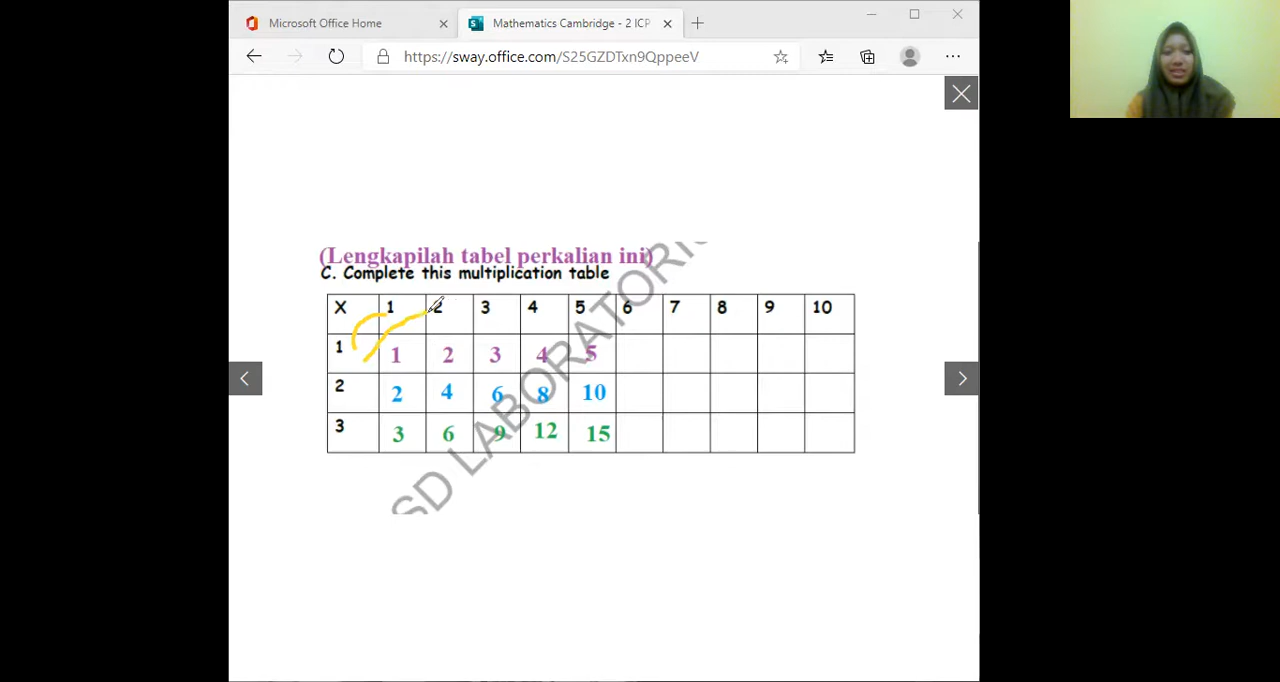 Microsoft Office Home
Mathematics Cambridge - 2 ICP
https://sway.office.com/S25GZDTxn9QppeeV
(Lengkapilah tabel perkalian ini)
C. Complete this multiplication table
X 1 2 3 4 5 6 7 8 9 10
1 1 2 3 4 5
2 2 4 6 8 10
3 3 6 9 12 15
SD LABORATORIU